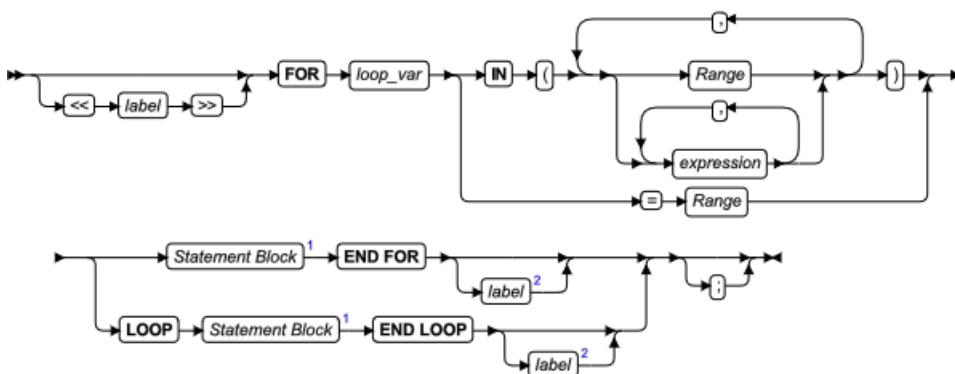 ,
FOR loop_var IN ( Range )
<< label >>
,
expression
= Range
Statement Block 1 END FOR
label 2 ;
LOOP Statement Block 1 END LOOP
label 2